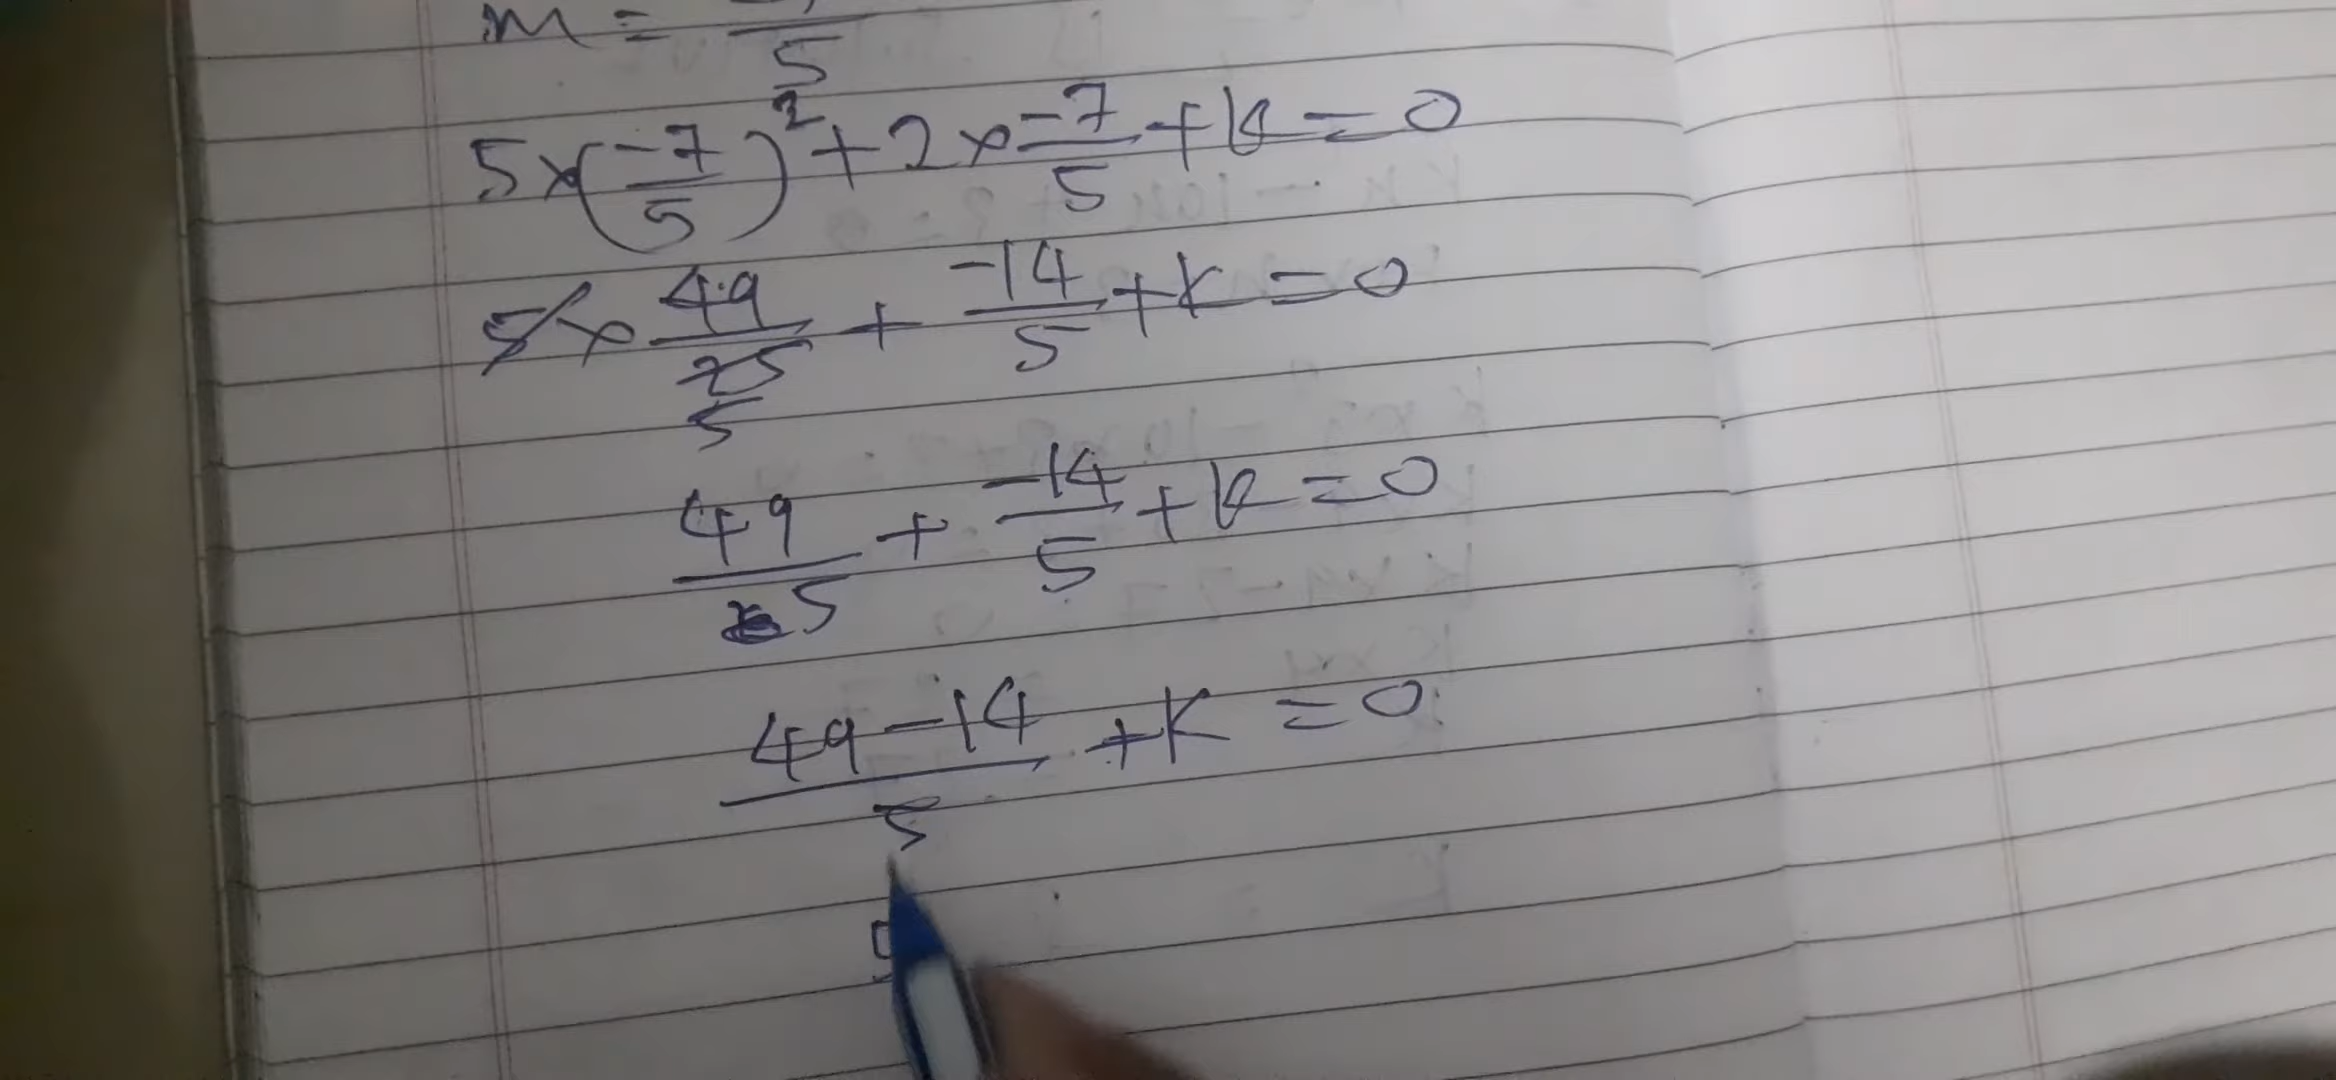 m = ― / 5
5×(-7/5)² + 2×-7/5 + k = 0
5×49/25 + -14/5 + k = 0
5
49/5 + -14/5 + k = 0
49-14/5 + k = 0